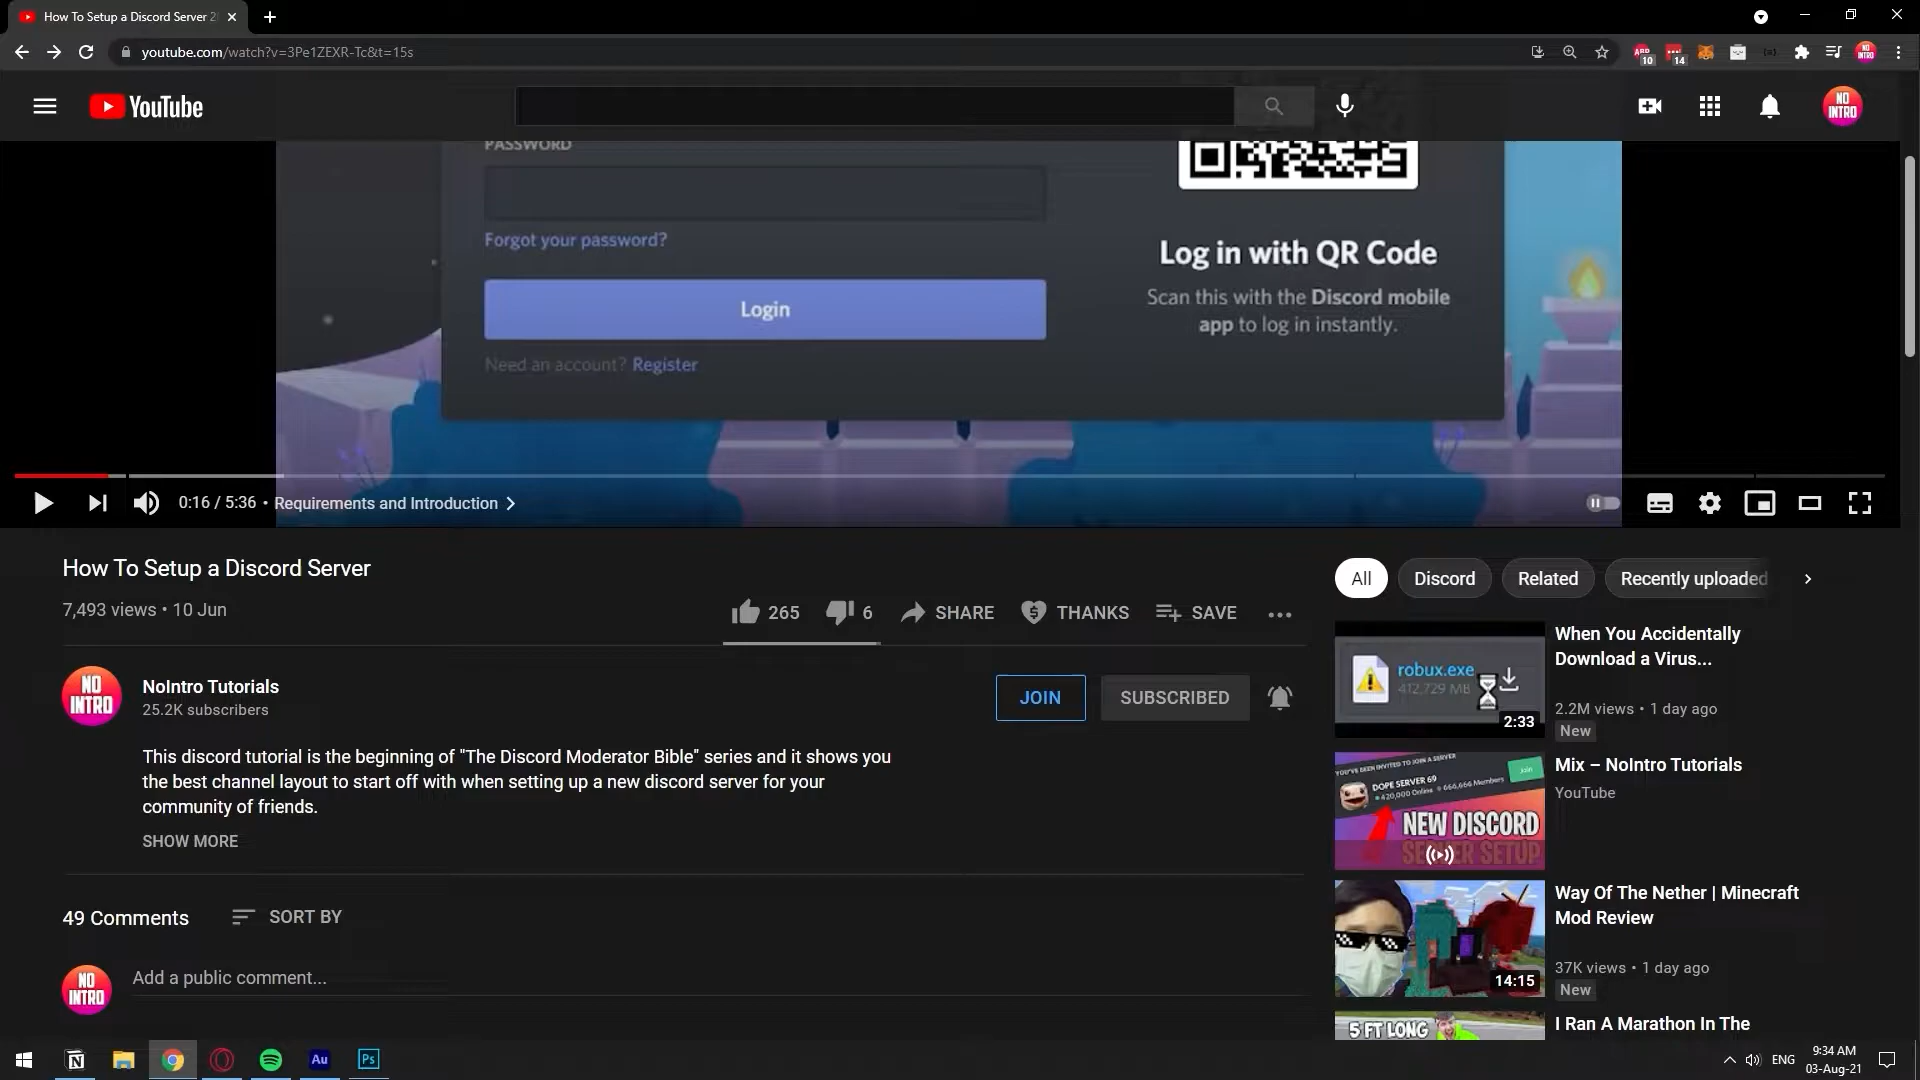 How To Setup a Discord Server 2
youtube.com/watch?v=3Pe1ZEXR-Tc&t=15s
10
14
YouTube
NO
INTRO
PASSWORD
Forgot your password?
Login
Need an account? Register
Log in with QR Code
Scan this with the Discord mobile
app to log in instantly.
0:16 / 5:36 • Requirements and Introduction
How To Setup a Discord Server
7,493 views • 10 Jun
265
6
SHARE
THANKS
SAVE
NO
INTRO
NoIntro Tutorials
25.2K subscribers
JOIN
SUBSCRIBED
This discord tutorial is the beginning of "The Discord Moderator Bible" series and it shows you
the best channel layout to start off with when setting up a new discord server for your
community of friends.
SHOW MORE
49 Comments
SORT BY
NO
INTRO
Add a public comment...
All
Discord
Related
Recently uploaded
robux.exe
412,729 MB
2:33
When You Accidentally
Download a Virus...
2.2M views • 1 day ago
New
YOU'VE BEEN INVITED TO JOIN A SERVER
DOPE SERVER 69
420,000 Online
666,666 Members
Join
NEW DISCORD
SERVER SETUP
Mix – NoIntro Tutorials
YouTube
14:15
Way Of The Nether | Minecraft
Mod Review
37K views • 1 day ago
New
5 FT LONG
I Ran A Marathon In The
Au
Ps
ENG
9:34 AM
03-Aug-21